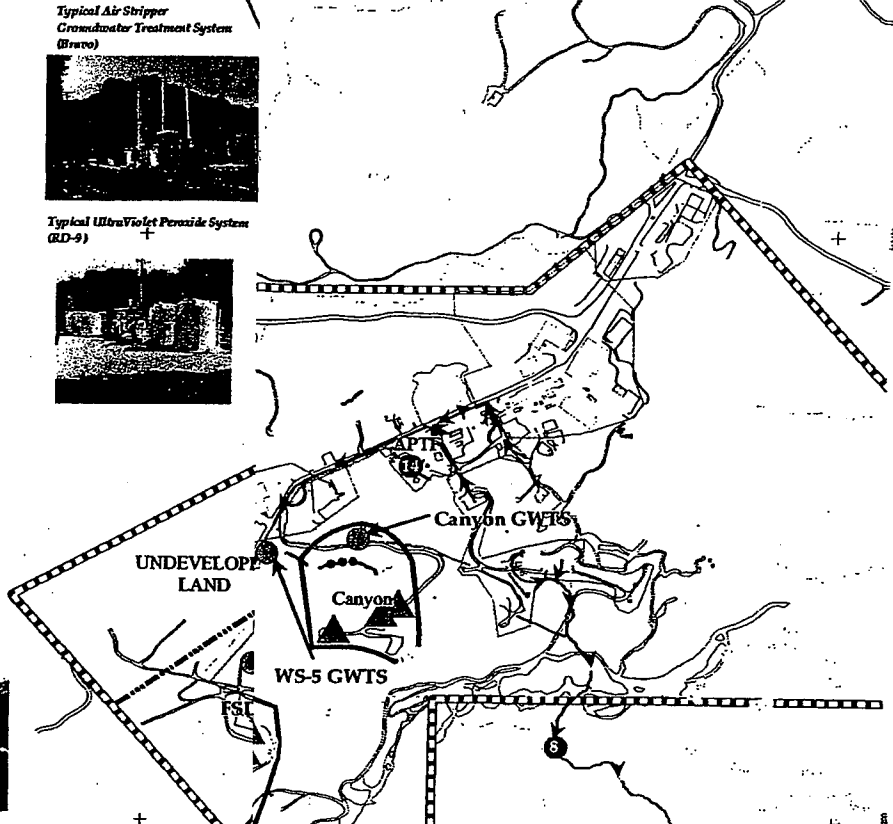 Typical Air Stripper
Groundwater Treatment System
(Bravo)
Typical UltraViolet Peroxide System
(RD-9)
APTF
14
Canyon GWTS
UNDEVELOPE
LAND
Canyon
WS-5 GWTS
FSL
8